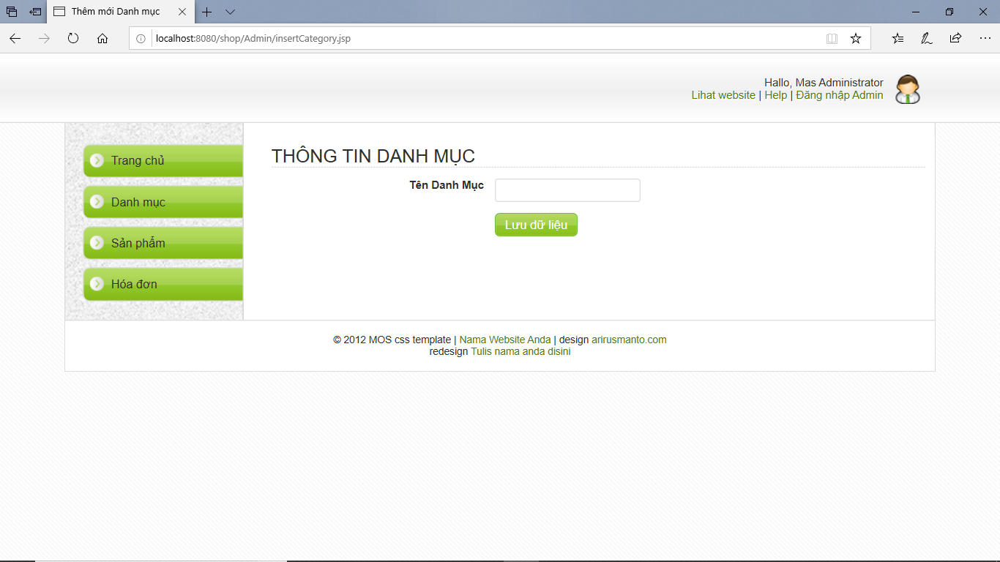 Thêm mới Danh mục
localhost:8080/shop/Admin/insertCategory.jsp
Hallo, Mas Administrator
Lihat website | Help | Đăng nhập Admin
Trang chủ
Danh mục
Sản phẩm
Hóa đơn
THÔNG TIN DANH MỤC
Tên Danh Mục
Lưu dữ liệu
© 2012 MOS css template | Nama Website Anda | design arirusmanto.com
redesign Tulis nama anda disini